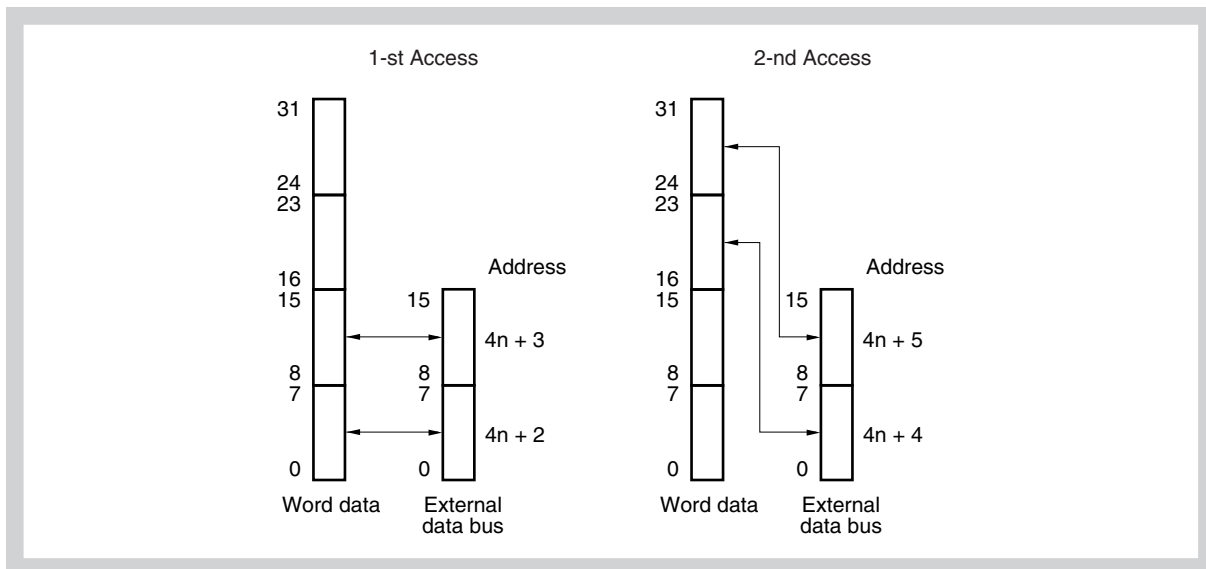 1-st Access
31
24
23
16
15
8
7
0
Word data
Address
15
8
7
0
4n + 3
4n + 2
External
data bus
2-nd Access
31
24
23
16
15
8
7
0
Word data
Address
15
8
7
0
4n + 5
4n + 4
External
data bus